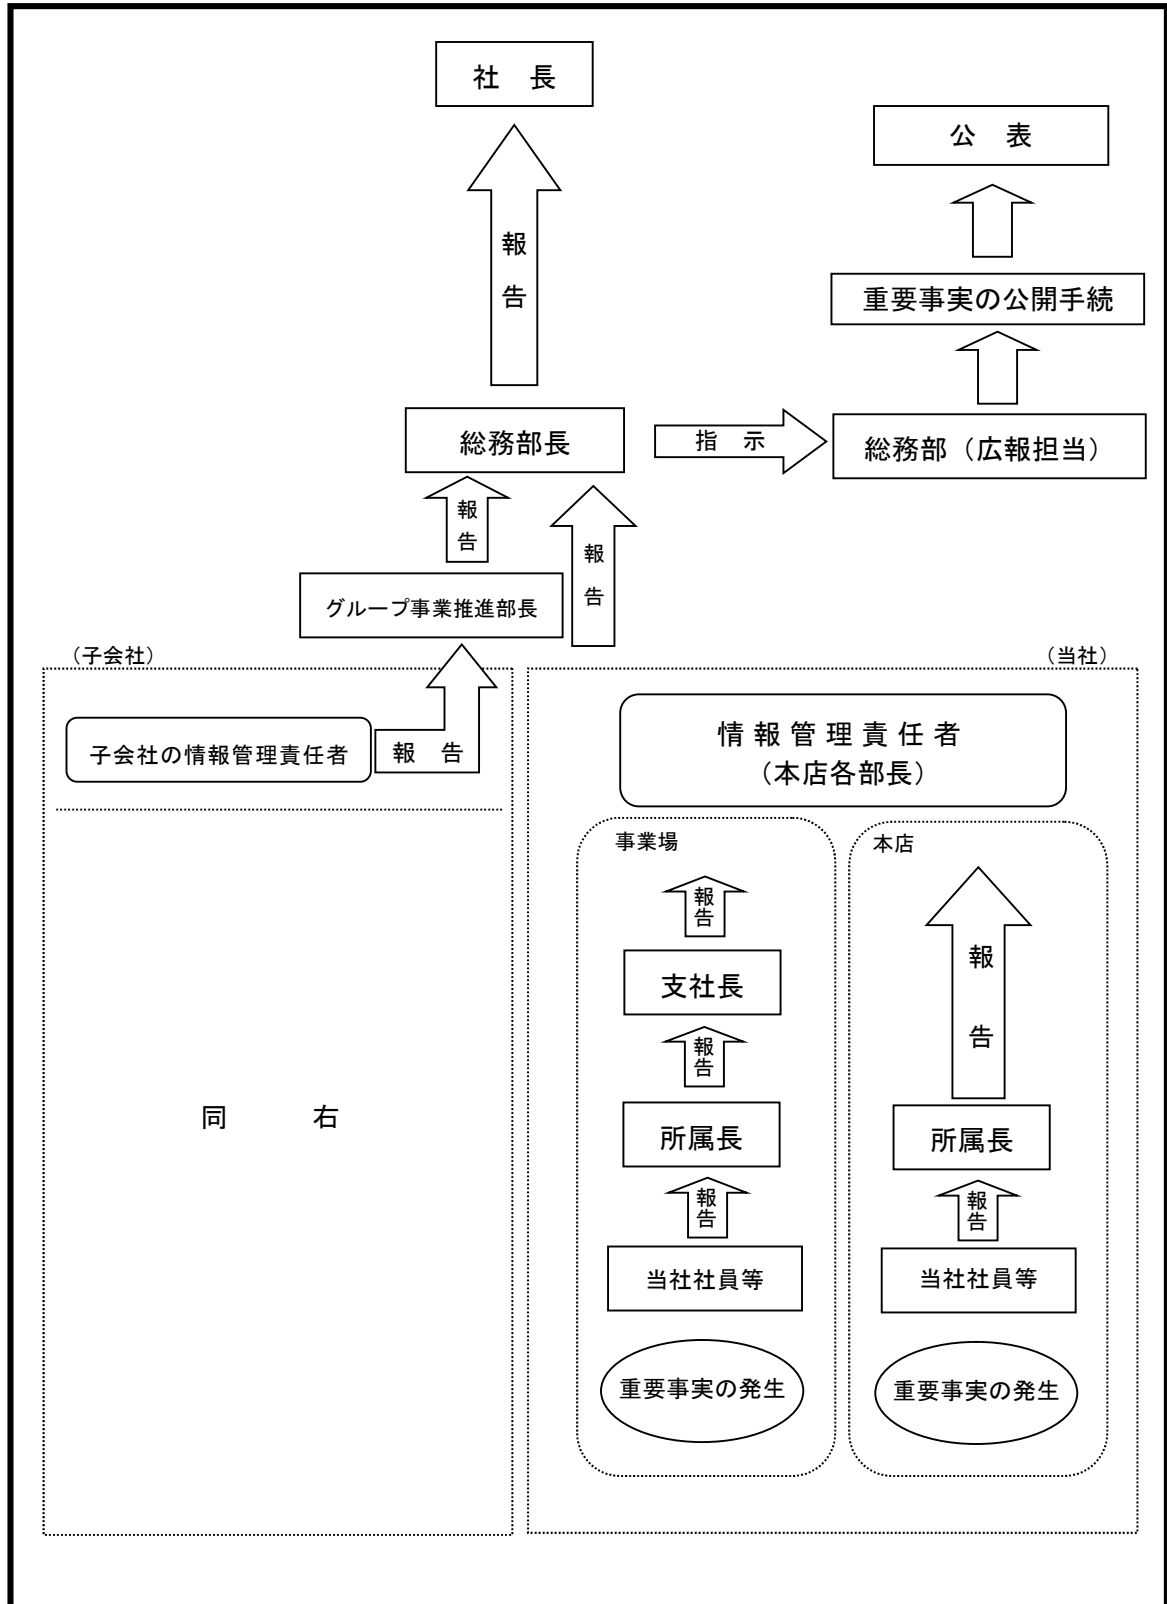 社　長
公　表
報
告
重要事実の公開手続
総務部長
指　示
総務部（広報担当）
報
告
報
告
グループ事業推進部長
（子会社）
（当社）
子会社の情報管理責任者
報　告
情報管理責任者
（本店各部長）
事業場
本店
報
告
支社長
報
告
報
告
同　　　右
所属長
所属長
報
告
報
告
当社社員等
当社社員等
重要事実の発生
重要事実の発生